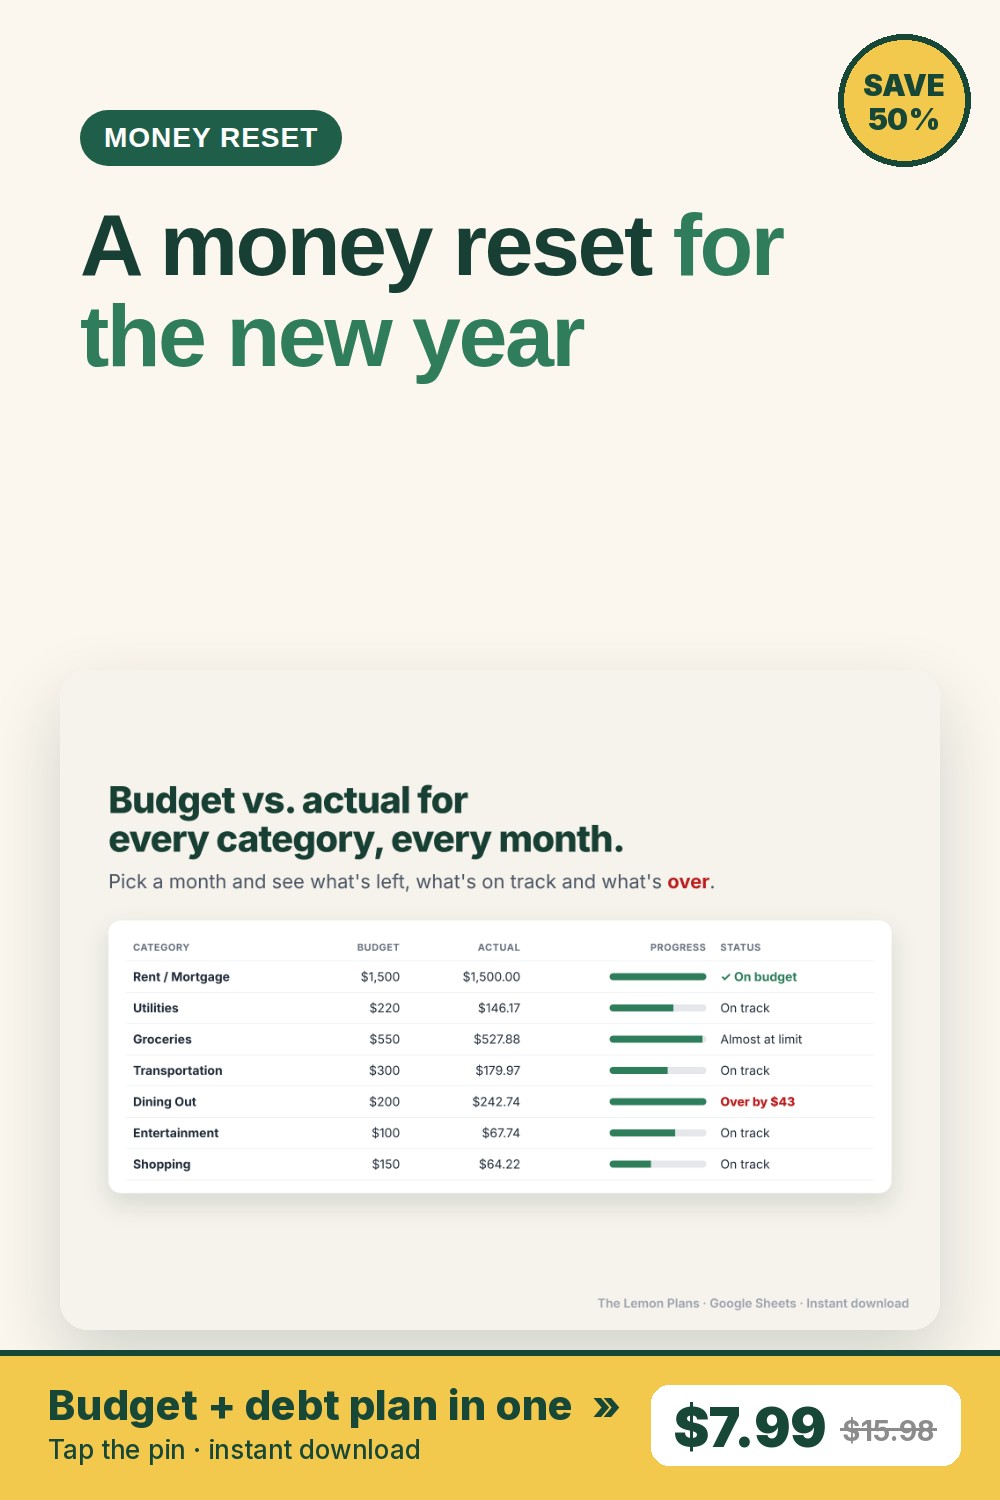 SAVE
50%
MONEY RESET
A money reset for
the new year
Budget vs. actual for
every category, every month.
Pick a month and see what's left, what's on track and what's over.
CATEGORY BUDGET ACTUAL PROGRESS STATUS
Rent / Mortgage $1,500 $1,500.00 ✓ On budget
Utilities $220 $146.17 On track
Groceries $550 $527.88 Almost at limit
Transportation $300 $179.97 On track
Dining Out $200 $242.74 Over by $43
Entertainment $100 $67.74 On track
Shopping $150 $64.22 On track
The Lemon Plans · Google Sheets · Instant download
Budget + debt plan in one »
Tap the pin · instant download
$7.99 $15.98